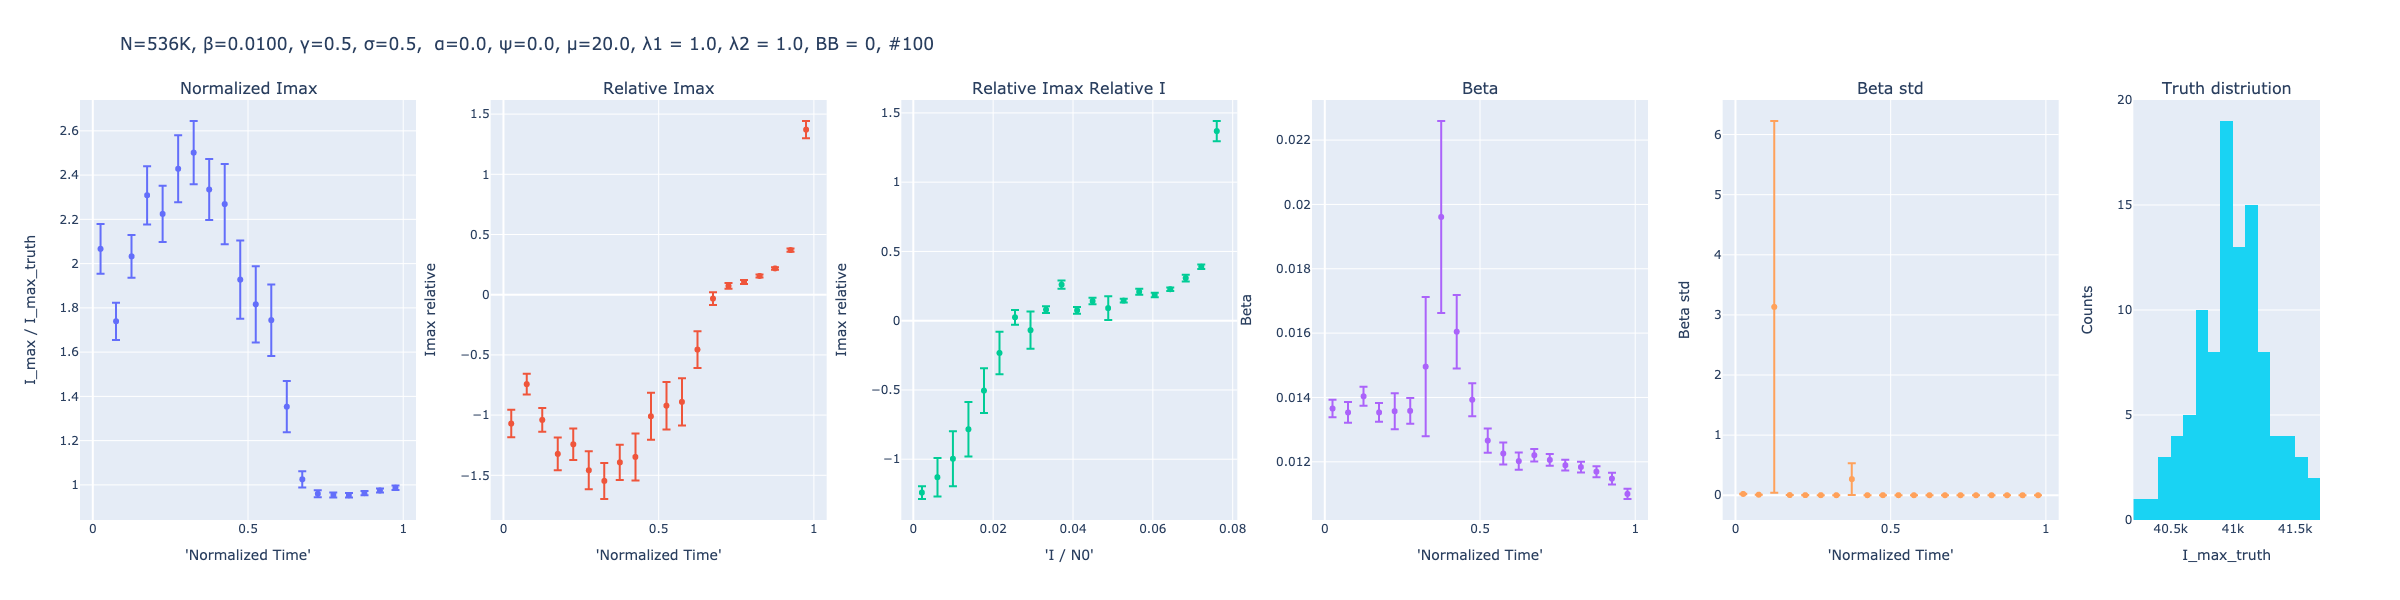 N=536K, β=0.0100, γ=0.5, σ=0.5,  α=0.0, ψ=0.0, μ=20.0, λ1 = 1.0, λ2 = 1.0, BB = 0, #100
Normalized Imax
I_max / I_max_truth
2.6
2.4
2.2
2
1.8
1.6
1.4
1.2
1
0 0.5 1
'Normalized Time'
Relative Imax
Imax relative
1.5
1
0.5
0
−0.5
−1
−1.5
0 0.5 1
'Normalized Time'
Relative Imax Relative I
Imax relative
1.5
1
0.5
0
−0.5
−1
0 0.02 0.04 0.06 0.08
'I / N0'
Beta
Beta
0.022
0.02
0.018
0.016
0.014
0.012
0 0.5 1
'Normalized Time'
Beta std
Beta std
6
5
4
3
2
1
0
0 0.5 1
'Normalized Time'
Truth distriution
Counts
20
15
10
5
0
40.5k 41k 41.5k
I_max_truth